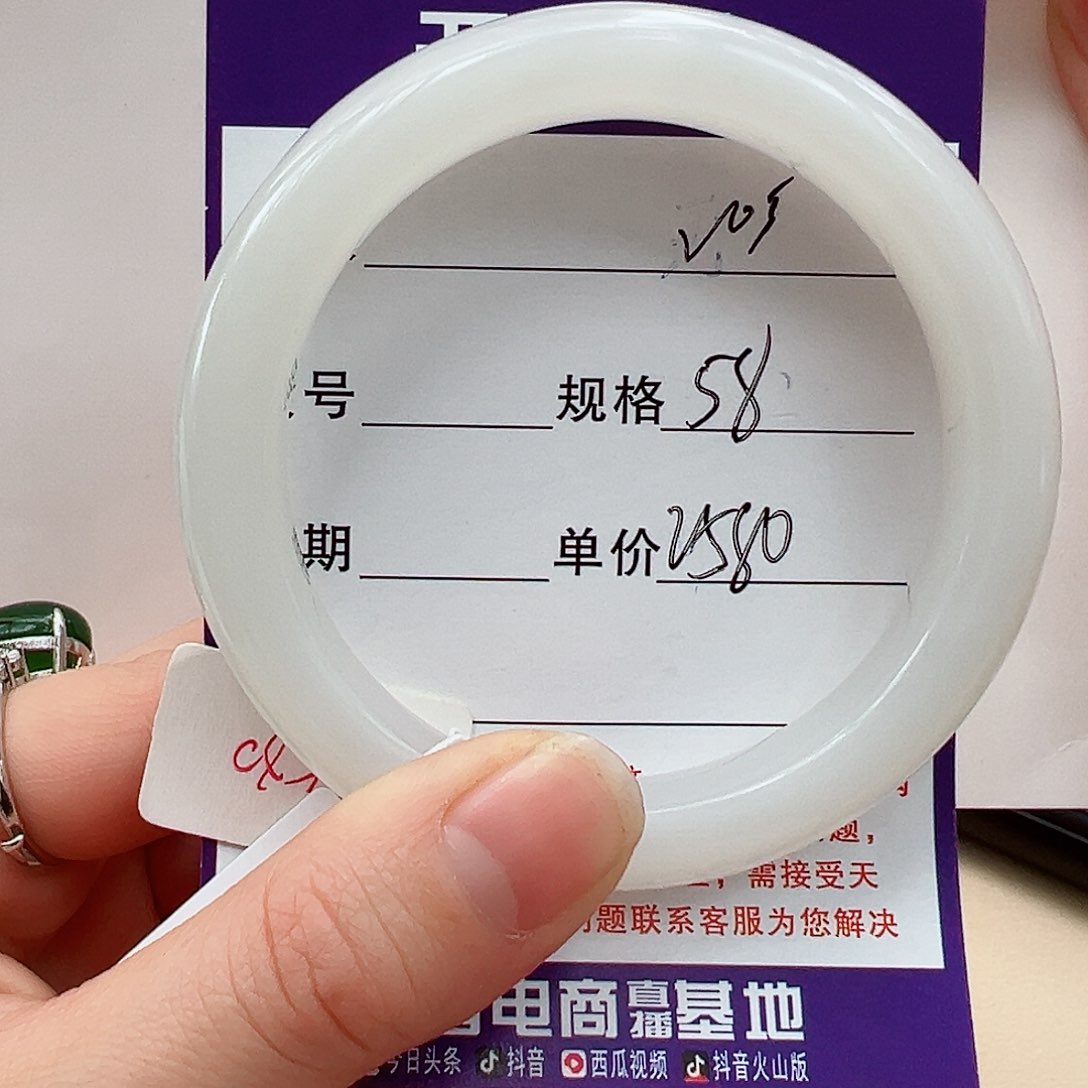 号 规格 58
期 单价 2580
题，
，需接受天
题联系客服为您解决
电商直播基地
今日头条 抖音 西瓜视频 抖音火山版